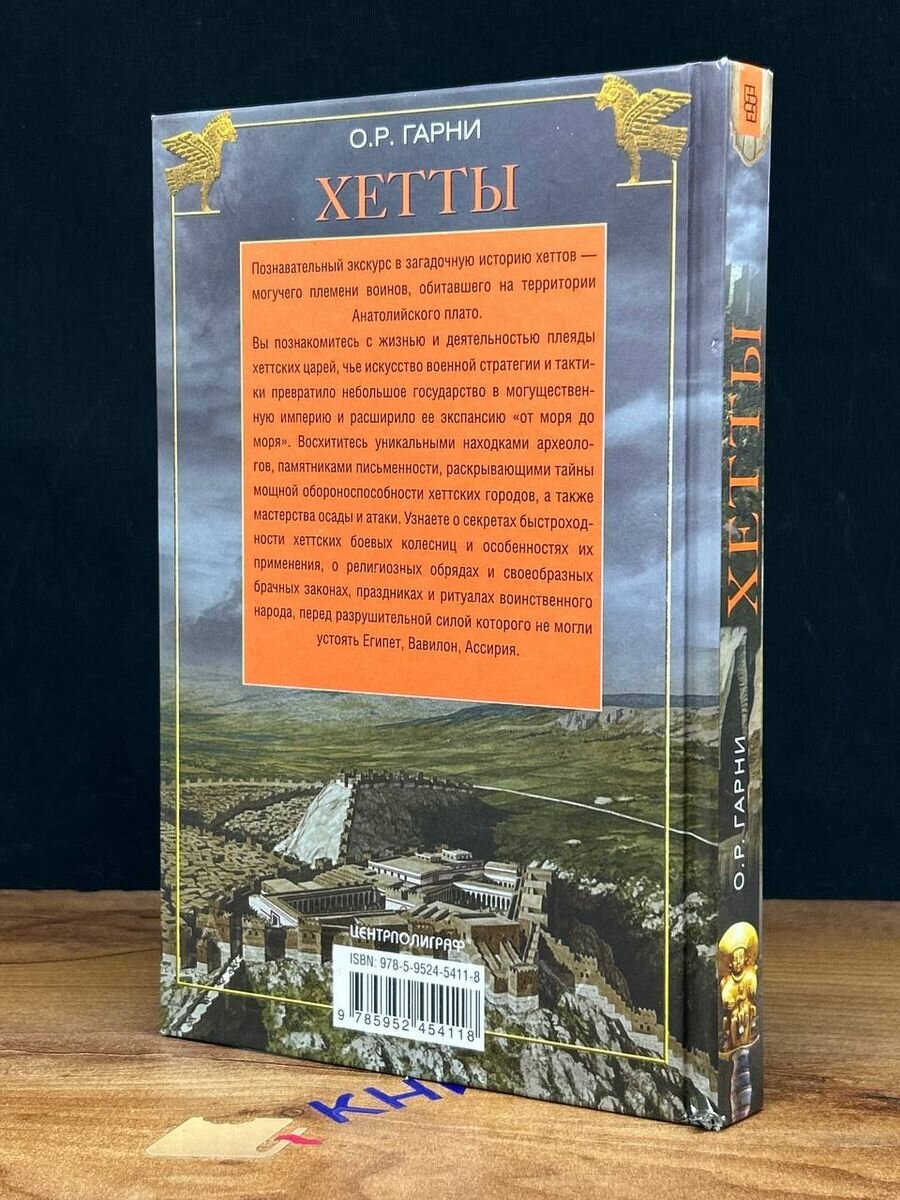 О.Р. ГАРНИ
ХЕТТЫ
Познавательный экскурс в загадочную историю хеттов —
могучего племени воинов, обитавшего на территории
Анатолийского плато.
Вы познакомитесь с жизнью и деятельностью плеяды
хеттских царей, чье искусство военной стратегии и такти-
ки превратило небольшое государство в могуществен-
ную империю и расширило ее экспансию «от моря до
моря». Восхититесь уникальными находками археоло-
гов, памятниками письменности, раскрывающими тайны
мощной обороноспособности хеттских городов, а также
мастерства осады и атаки. Узнаете о секретах быстроход-
ности хеттских боевых колесниц и особенностях их
применения, о религиозных обрядах и своеобразных
брачных законах, праздниках и ритуалах воинственного
народа, перед разрушительной силой которого не могли
устоять Египет, Вавилон, Ассирия.
ЦЕНТРПОЛИГРАФ
ISBN: 978-5-9524-5411-8
9 785952 454118
ХЕТТЫ
О.Р. ГАРНИ